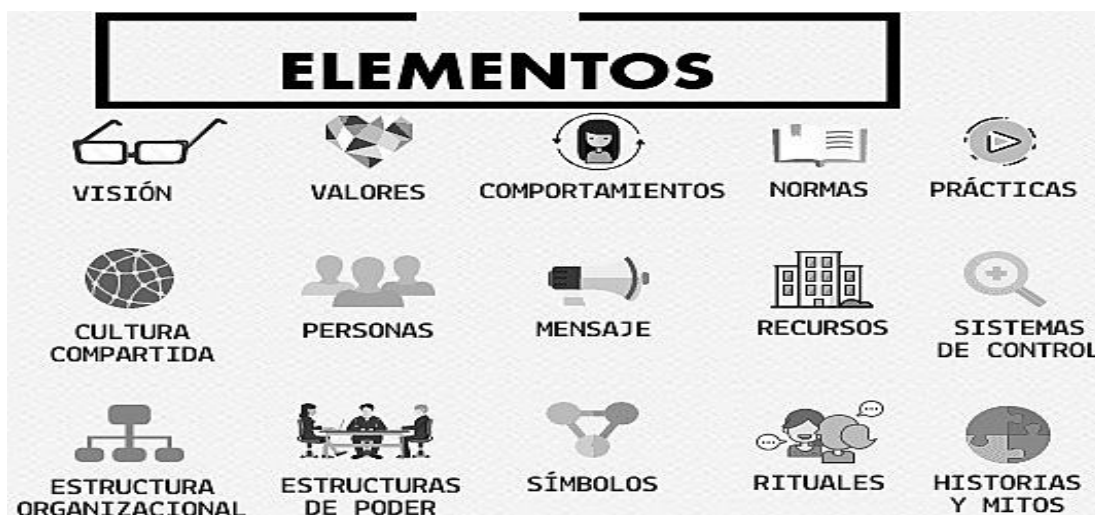 ELEMENTOS
VISIÓN
VALORES
COMPORTAMIENTOS
NORMAS
PRÁCTICAS
CULTURA
COMPARTIDA
PERSONAS
MENSAJE
RECURSOS
SISTEMAS
DE CONTROL
ESTRUCTURA
ORGANIZACIONAL
ESTRUCTURAS
DE PODER
SÍMBOLOS
RITUALES
HISTORIAS
Y MITOS